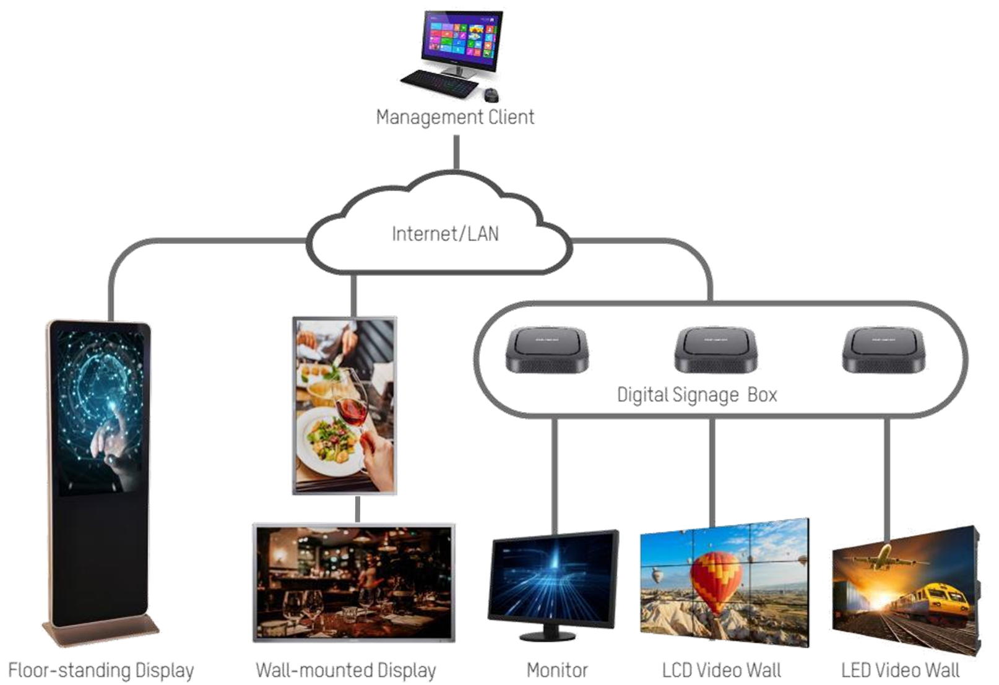 Management Client
Internet/LAN
Digital Signage Box
Floor-standing Display
Wall-mounted Display
Monitor
LCD Video Wall
LED Video Wall